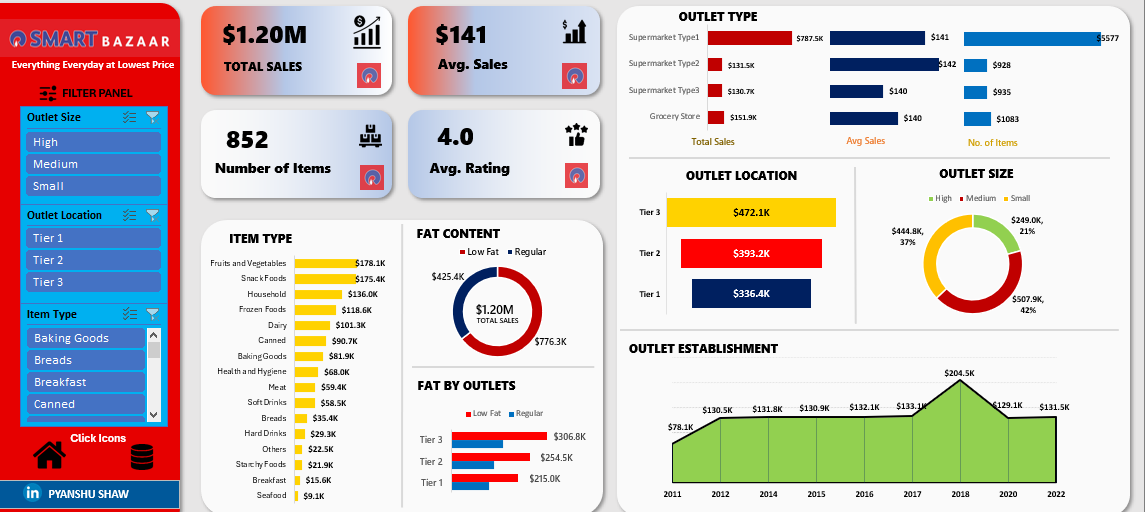 SMART BAZAAR
Everything Everyday at Lowest Price
FILTER PANEL
Outlet Size
High
Medium
Small
Outlet Location
Tier 1
Tier 2
Tier 3
Item Type
Baking Goods
Breads
Breakfast
Canned
Click Icons
in PYANSHU SHAW
$1.20M
TOTAL SALES
$141
Avg. Sales
852
Number of Items
4.0
Avg. Rating
ITEM TYPE
Fruits and Vegetables $178.1K
Snack Foods $175.4K
Household $136.0K
Frozen Foods $118.6K
Dairy $101.3K
Canned $90.7K
Baking Goods $81.9K
Health and Hygiene $68.0K
Meat $59.4K
Soft Drinks $58.5K
Breads $35.4K
Hard Drinks $29.3K
Others $22.5K
Starchy Foods $21.9K
Breakfast $15.6K
Seafood $9.1K
FAT CONTENT
Low Fat Regular
$425.4K
$1.20M
TOTAL SALES
$776.3K
FAT BY OUTLETS
Low Fat Regular
Tier 3 $306.8K
Tier 2 $254.5K
Tier 1 $215.0K
OUTLET TYPE
Supermarket Type1 $787.5K $141 $5577
Supermarket Type2 $131.5K $142 $928
Supermarket Type3 $130.7K $140 $935
Grocery Store $151.9K $140 $1083
Total Sales Avg Sales No. of Items
OUTLET LOCATION
Tier 3 $472.1K
Tier 2 $393.2K
Tier 1 $336.4K
OUTLET SIZE
High Medium Small
$249.0K,
21%
$444.8K,
37%
$507.9K,
42%
OUTLET ESTABLISHMENT
$78.1K $130.5K $131.8K $130.9K $132.1K $133.1K $204.5K $129.1K $131.5K
2011 2012 2014 2015 2016 2017 2018 2020 2022